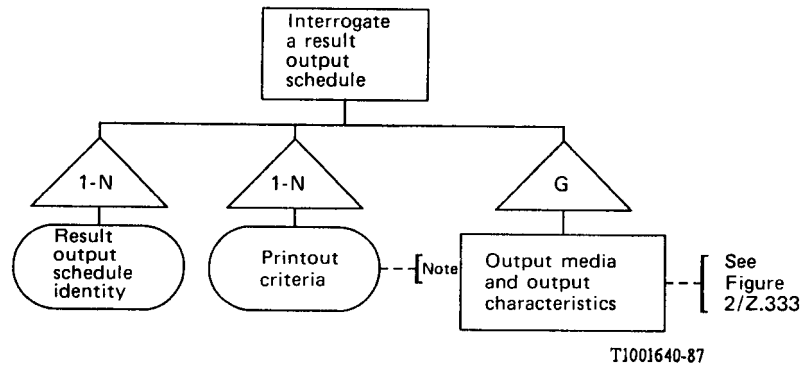 Interrogate
a result
output
schedule
1-N
1-N
G
Result
output
schedule
identity
Printout
criteria
Note
Output media
and output
characteristics
See
Figure
2/Z.333
T1001640-87